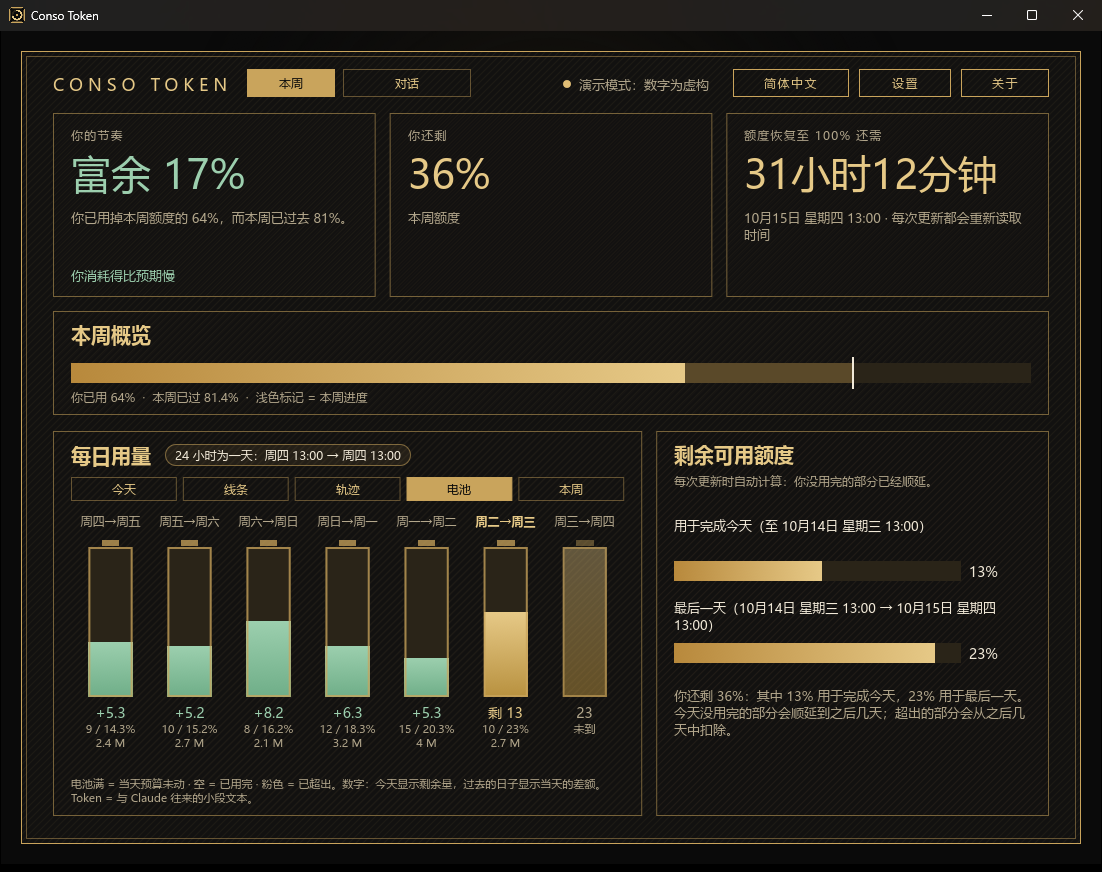 Conso Token
CONSO TOKEN
本周
对话
演示模式：数字为虚构
简体中文
设置
关于
你的节奏
富余 17%
你已用掉本周额度的 64%，而本周已过去 81%。
你消耗得比预期慢
你还剩
36%
本周额度
额度恢复至 100% 还需
31小时12分钟
10月15日 星期四 13:00 · 每次更新都会重新读取
时间
本周概览
你已用 64% · 本周已过 81.4% · 浅色标记 = 本周进度
每日用量
24 小时为一天：周四 13:00 → 周四 13:00
今天
线条
轨迹
电池
本周
周四→周五
周五→周六
周六→周日
周日→周一
周一→周二
周二→周三
周三→周四
+5.3
+5.2
+8.2
+6.3
+5.3
剩 13
23
9 / 14.3%
10 / 15.2%
8 / 16.2%
12 / 18.3%
15 / 20.3%
10 / 23%
未到
2.4 M
2.7 M
2.1 M
3.2 M
4 M
2.7 M
电池满 = 当天预算未动 · 空 = 已用完 · 粉色 = 已超出。数字：今天显示剩余量，过去的日子显示当天的差额。
Token = 与 Claude 往来的小段文本。
剩余可用额度
每次更新时自动计算：你没用完的部分已经顺延。
用于完成今天（至 10月14日 星期三 13:00）
13%
最后一天（10月14日 星期三 13:00 → 10月15日 星期四
13:00）
23%
你还剩 36%：其中 13% 用于完成今天，23% 用于最后一天。
今天没用完的部分会顺延到之后几天；超出的部分会从之后几
天中扣除。